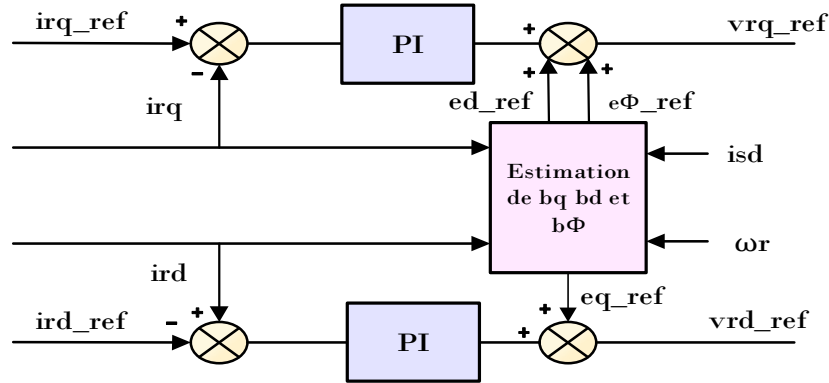 irq_ref
+
PI
+
vrq_ref
−
+
+
irq
ed_ref
eΦ_ref
Estimation
de bq bd et
bΦ
isd
ωr
ird
eq_ref
ird_ref
−
+
PI
+
+
vrd_ref